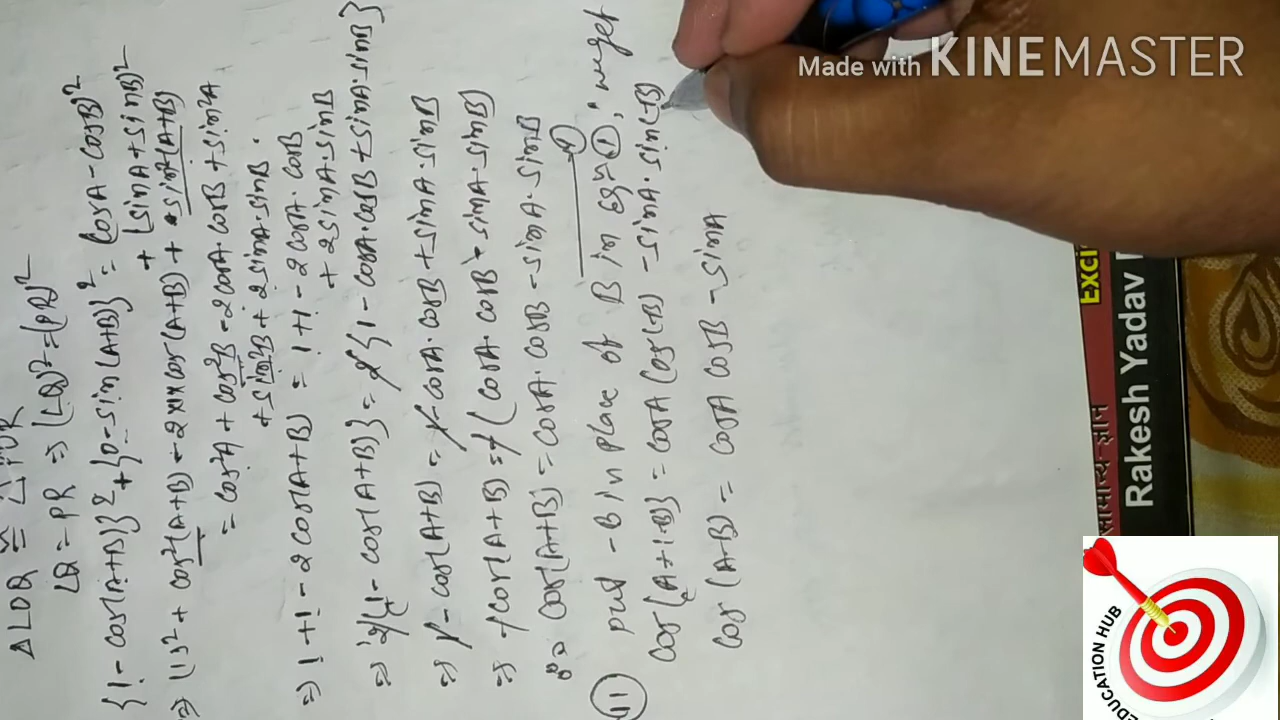 Δ LOQ ≅ Δ POR
LQ = PR ⇒ (LQ)² = (PR)²
{1 - cos(A+B)}² + {0 - sin(A+B)}² = (cosA - cosB)²
+ (sinA + sinB)²
⇒ (1)² + cos²(A+B) - 2×1×cos(A+B) + sin²(A+B)
= cos²A + cos²B - 2cosA·cosB + sin²A
+ sin²B + 2sinA·sinB.
⇒ 1+1 - 2cos(A+B) = 1+1 - 2cosA·cosB
+ 2sinA·sinB
⇒ 2{1 - cos(A+B)} = 2{1 - cosA·cosB + sinA·sinB}
⇒ 1 - cos(A+B) = 1 - cosA·cosB + sinA·sinB
⇒ -cos(A+B) = -(cosA·cosB - sinA·sinB)
∴ cos(A+B) = cosA·cosB - sinA·sinB
(11) put -B in place of B in eqn (1), we get
cos{A+(-B)} = cosA cos(-B) - sinA·sin(-B)
cos(A-B) = cosA cosB - sinA
Made with KINEMASTER
EXCI
सामान्य-ज्ञान
Rakesh Yadav
EDUCATION HUB